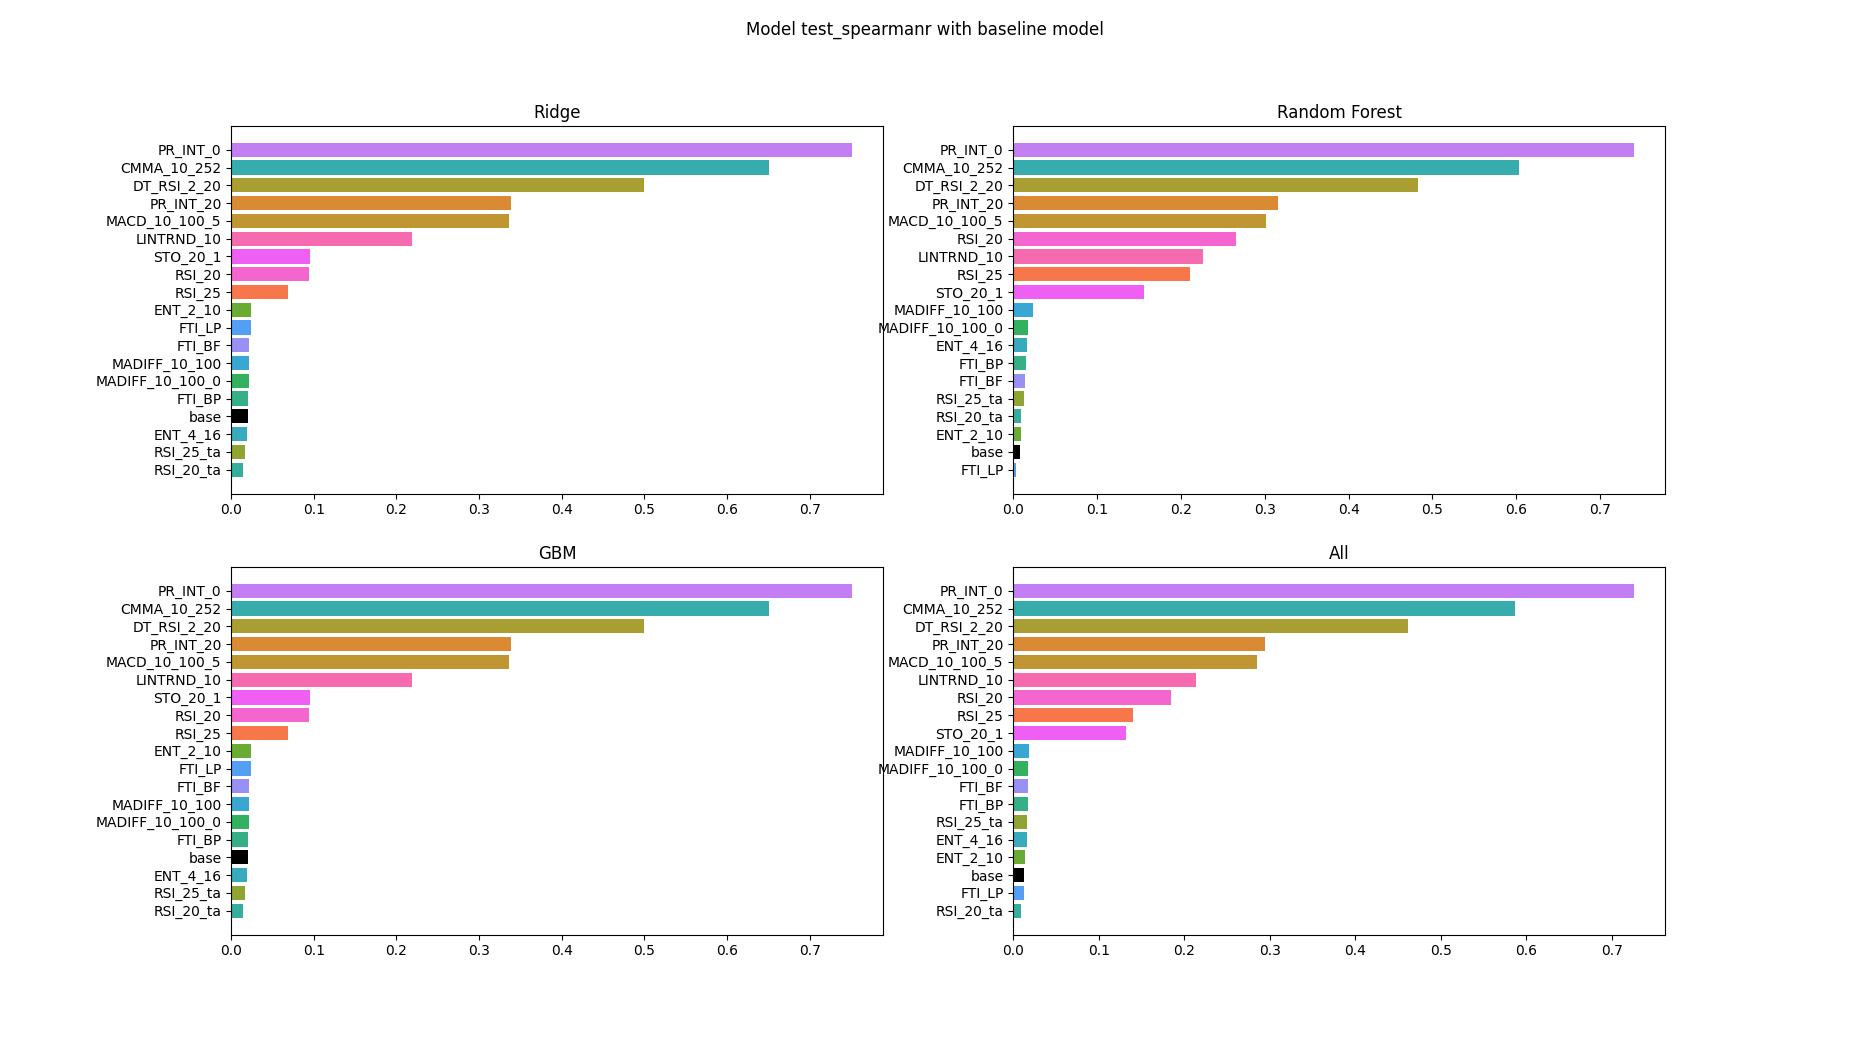 Model test_spearmanr with baseline model
Ridge
PR_INT_0
CMMA_10_252
DT_RSI_2_20
PR_INT_20
MACD_10_100_5
LINTRND_10
STO_20_1
RSI_20
RSI_25
ENT_2_10
FTI_LP
FTI_BF
MADIFF_10_100
MADIFF_10_100_0
FTI_BP
base
ENT_4_16
RSI_25_ta
RSI_20_ta
0.0 0.1 0.2 0.3 0.4 0.5 0.6 0.7
Random Forest
PR_INT_0
CMMA_10_252
DT_RSI_2_20
PR_INT_20
MACD_10_100_5
RSI_20
LINTRND_10
RSI_25
STO_20_1
MADIFF_10_100
MADIFF_10_100_0
ENT_4_16
FTI_BP
FTI_BF
RSI_25_ta
RSI_20_ta
ENT_2_10
base
FTI_LP
0.0 0.1 0.2 0.3 0.4 0.5 0.6 0.7
GBM
PR_INT_0
CMMA_10_252
DT_RSI_2_20
PR_INT_20
MACD_10_100_5
LINTRND_10
STO_20_1
RSI_20
RSI_25
ENT_2_10
FTI_LP
FTI_BF
MADIFF_10_100
MADIFF_10_100_0
FTI_BP
base
ENT_4_16
RSI_25_ta
RSI_20_ta
0.0 0.1 0.2 0.3 0.4 0.5 0.6 0.7
All
PR_INT_0
CMMA_10_252
DT_RSI_2_20
PR_INT_20
MACD_10_100_5
LINTRND_10
RSI_20
RSI_25
STO_20_1
MADIFF_10_100
MADIFF_10_100_0
FTI_BF
FTI_BP
RSI_25_ta
ENT_4_16
ENT_2_10
base
FTI_LP
RSI_20_ta
0.0 0.1 0.2 0.3 0.4 0.5 0.6 0.7